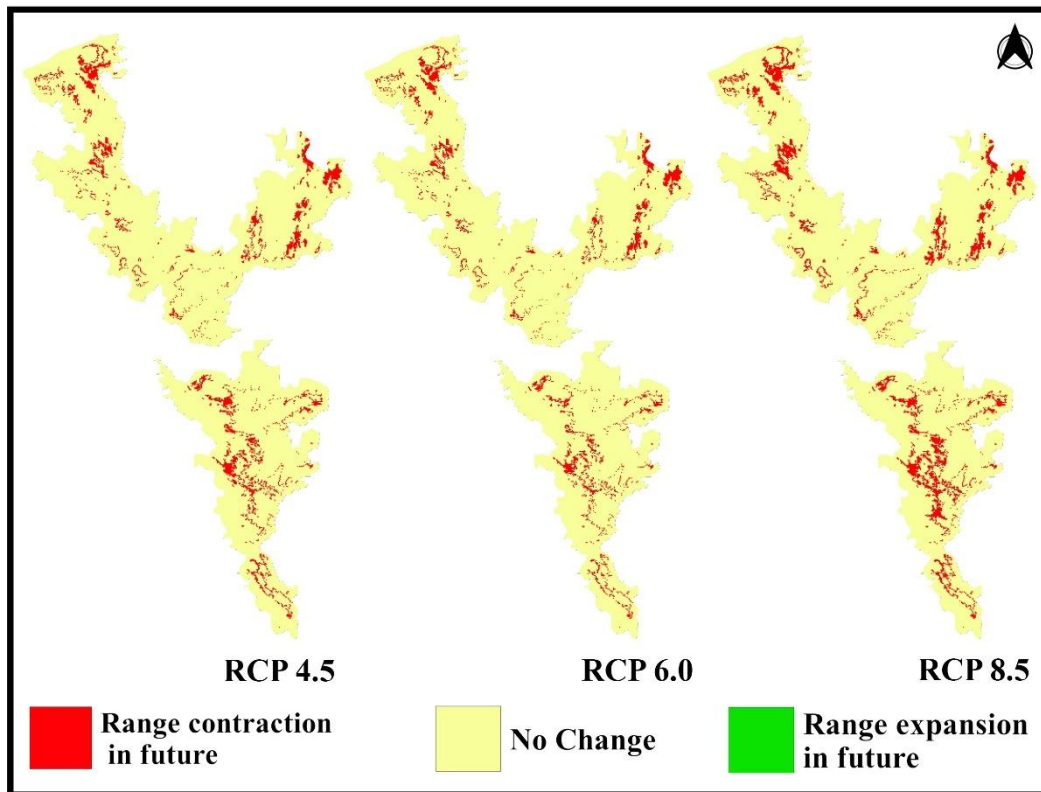 RCP 4.5
RCP 6.0
RCP 8.5
Range contraction
in future
No Change
Range expansion
in future